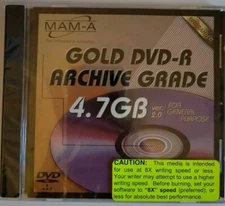 MAM-A
GOLD DVD-R
ARCHIVE GRADE
4.7GB
ver. 2.0
FOR
GENERAL
PURPOSE
DVD
R
CAUTION: This media is intended
for use at 8X writing speed or less.
Your writer may attempt to use a higher
writing speed. Before burning, set your
software to "8X" speed (preferred), or
less for absolute best performance.